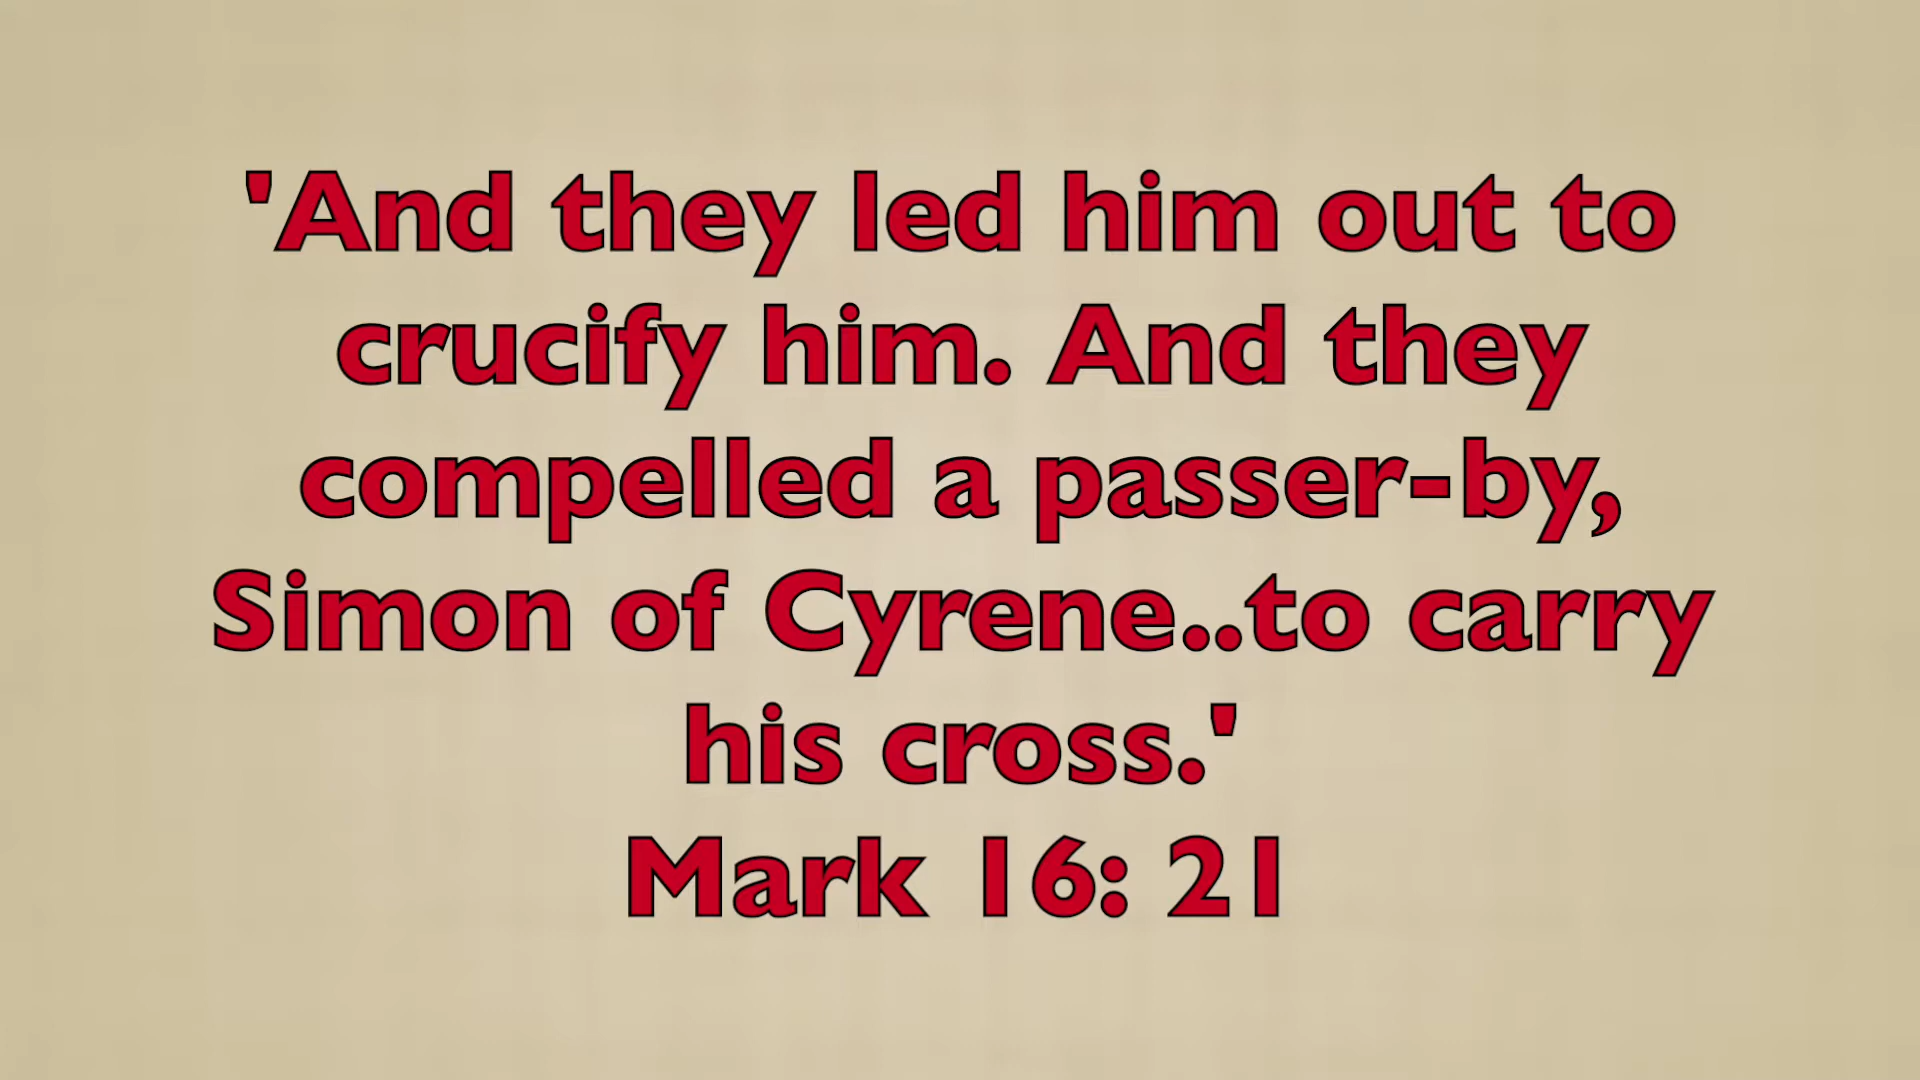 'And they led him out to
crucify him. And they
compelled a passer-by,
Simon of Cyrene..to carry
his cross.'
Mark 16: 21